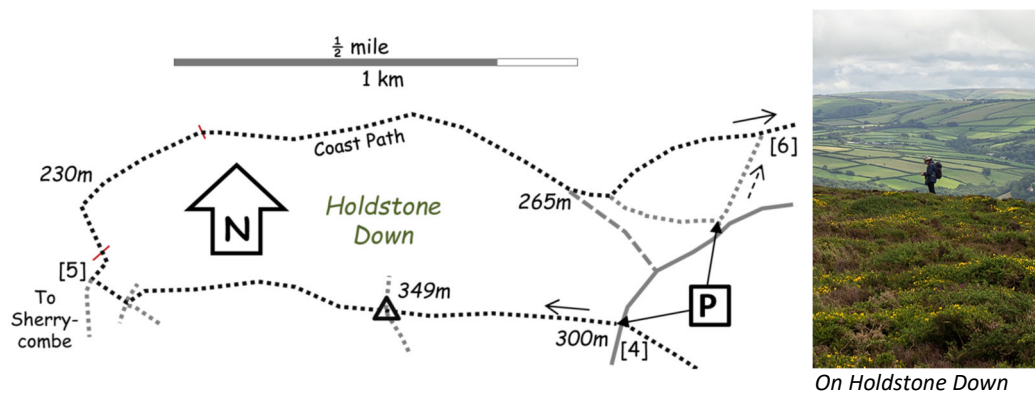 ½ mile
1 km
Coast Path
230m
N
Holdstone
Down
265m
[6]
[5]
To
Sherry-
combe
349m
P
300m
[4]
On Holdstone Down